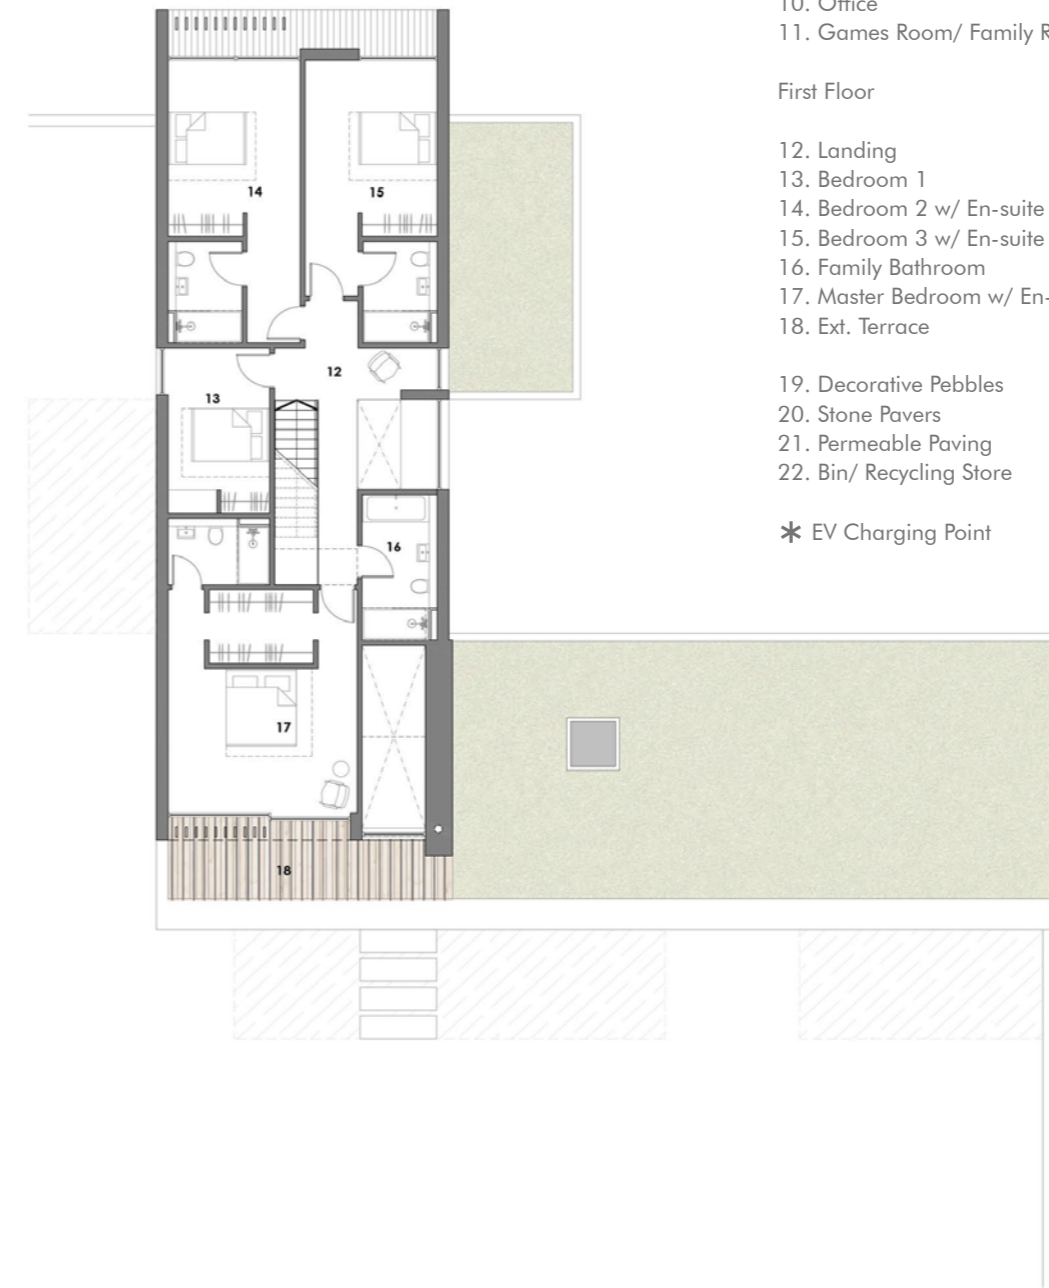 10. Office
11. Games Room/ Family R
First Floor
12. Landing
13. Bedroom 1
14. Bedroom 2 w/ En-suite
15. Bedroom 3 w/ En-suite
16. Family Bathroom
17. Master Bedroom w/ En-
18. Ext. Terrace
19. Decorative Pebbles
20. Stone Pavers
21. Permeable Paving
22. Bin/ Recycling Store
* EV Charging Point
14
15
12
13
16
17
18